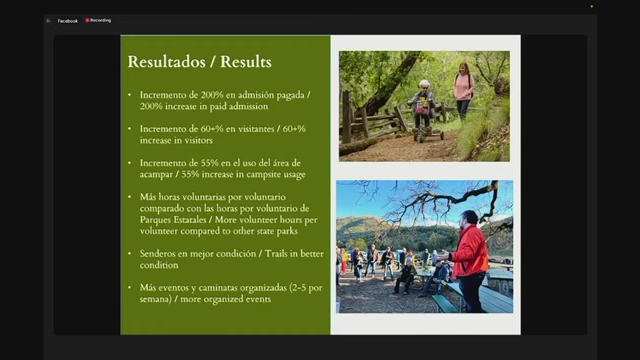 Facebook
Recording
Resultados / Results
• Incremento de 200% en admisión pagada /
200% increase in paid admission
• Incremento de 60+% en visitantes / 60+%
increase in visitors
• Incremento de 55% en el uso del área de
acampar / 55% increase in campsite usage
• Más horas voluntarias por voluntario
comparado con las horas por voluntario de
Parques Estatales / More volunteer hours per
volunteer compared to other state parks
• Senderos en mejor condición / Trails in better
condition
• Más eventos y caminatas organizadas (2-5 por
semana) / more organized events